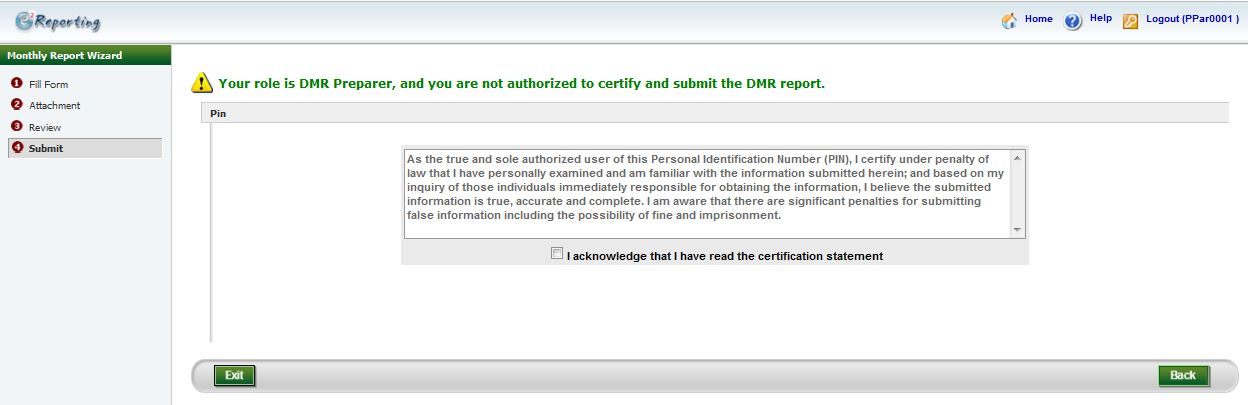 e2Reporting
Home Help Logout (PPar0001 )
Monthly Report Wizard
1 Fill Form
2 Attachment
3 Review
4 Submit
Your role is DMR Preparer, and you are not authorized to certify and submit the DMR report.
Pin
As the true and sole authorized user of this Personal Identification Number (PIN), I certify under penalty of
law that I have personally examined and am familiar with the information submitted herein; and based on my
inquiry of those individuals immediately responsible for obtaining the information, I believe the submitted
information is true, accurate and complete. I am aware that there are significant penalties for submitting
false information including the possibility of fine and imprisonment.
I acknowledge that I have read the certification statement
Exit Back